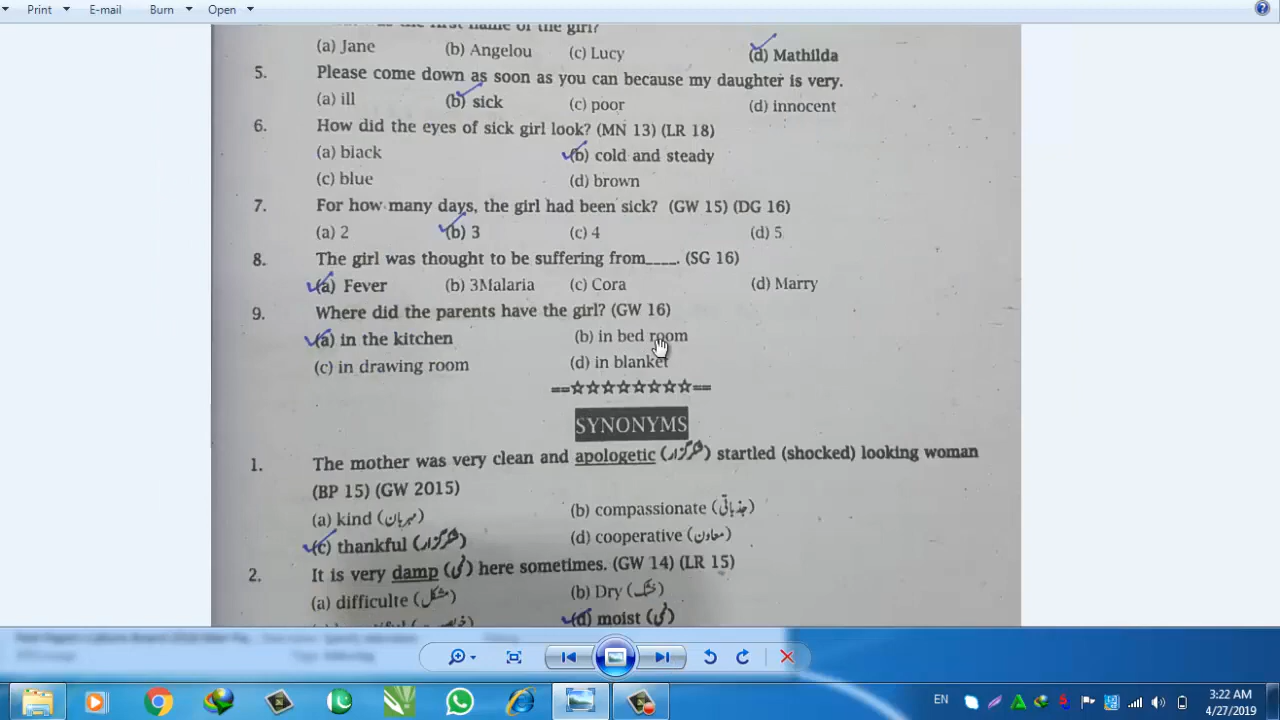 Print E-mail Burn Open
(a) Jane (b) Angelou (c) Lucy (d) Mathilda
5. Please come down as soon as you can because my daughter is very.
(a) ill (b) sick (c) poor (d) innocent
6. How did the eyes of sick girl look? (MN 13) (LR 18)
(a) black (b) cold and steady
(c) blue (d) brown
7. For how many days, the girl had been sick? (GW 15) (DG 16)
(a) 2 (b) 3 (c) 4 (d) 5
8. The girl was thought to be suffering from____. (SG 16)
(a) Fever (b) 3Malaria (c) Cora (d) Marry
9. Where did the parents have the girl? (GW 16)
(a) in the kitchen (b) in bed room
(c) in drawing room (d) in blanket
==☆☆☆☆☆☆☆☆==
SYNONYMS
1. The mother was very clean and apologetic (شکرگزار) startled (shocked) looking woman
(BP 15) (GW 2015)
(a) kind (مہربان) (b) compassionate (جذباتی)
(c) thankful (شکرگزار) (d) cooperative (معاون)
2. It is very damp (نمی) here sometimes. (GW 14) (LR 15)
(a) difficulte (مشکل) (b) Dry (خشک)
(d) moist (نمی)
EN 3:22 AM
4/27/2019